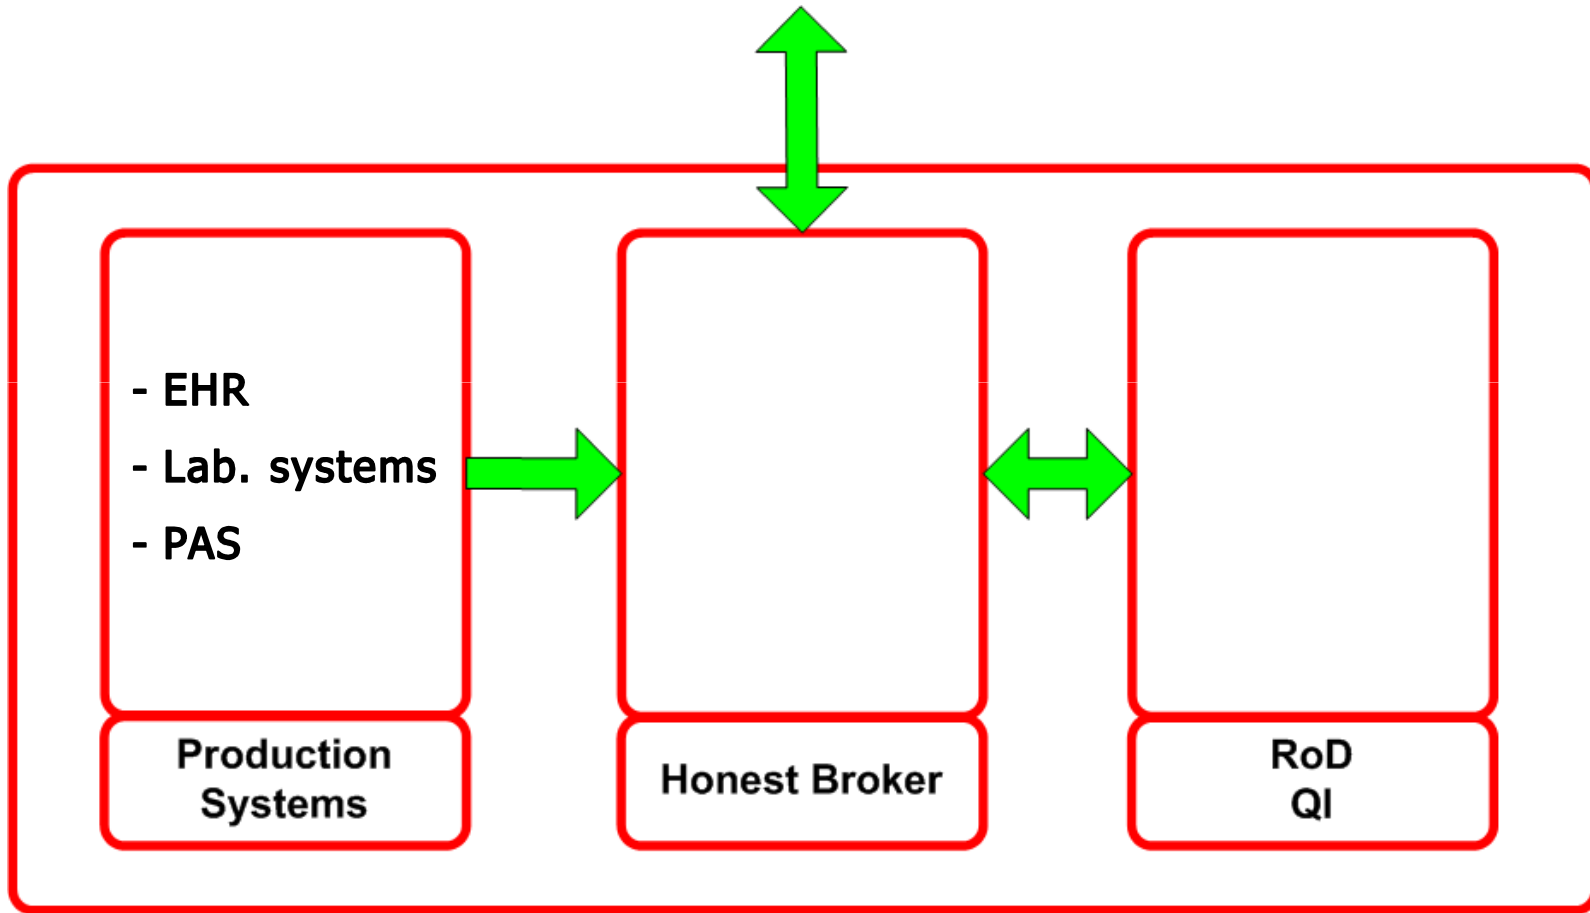 - EHR
- Lab. systems
- PAS
Production
Systems
Honest Broker
RoD
QI